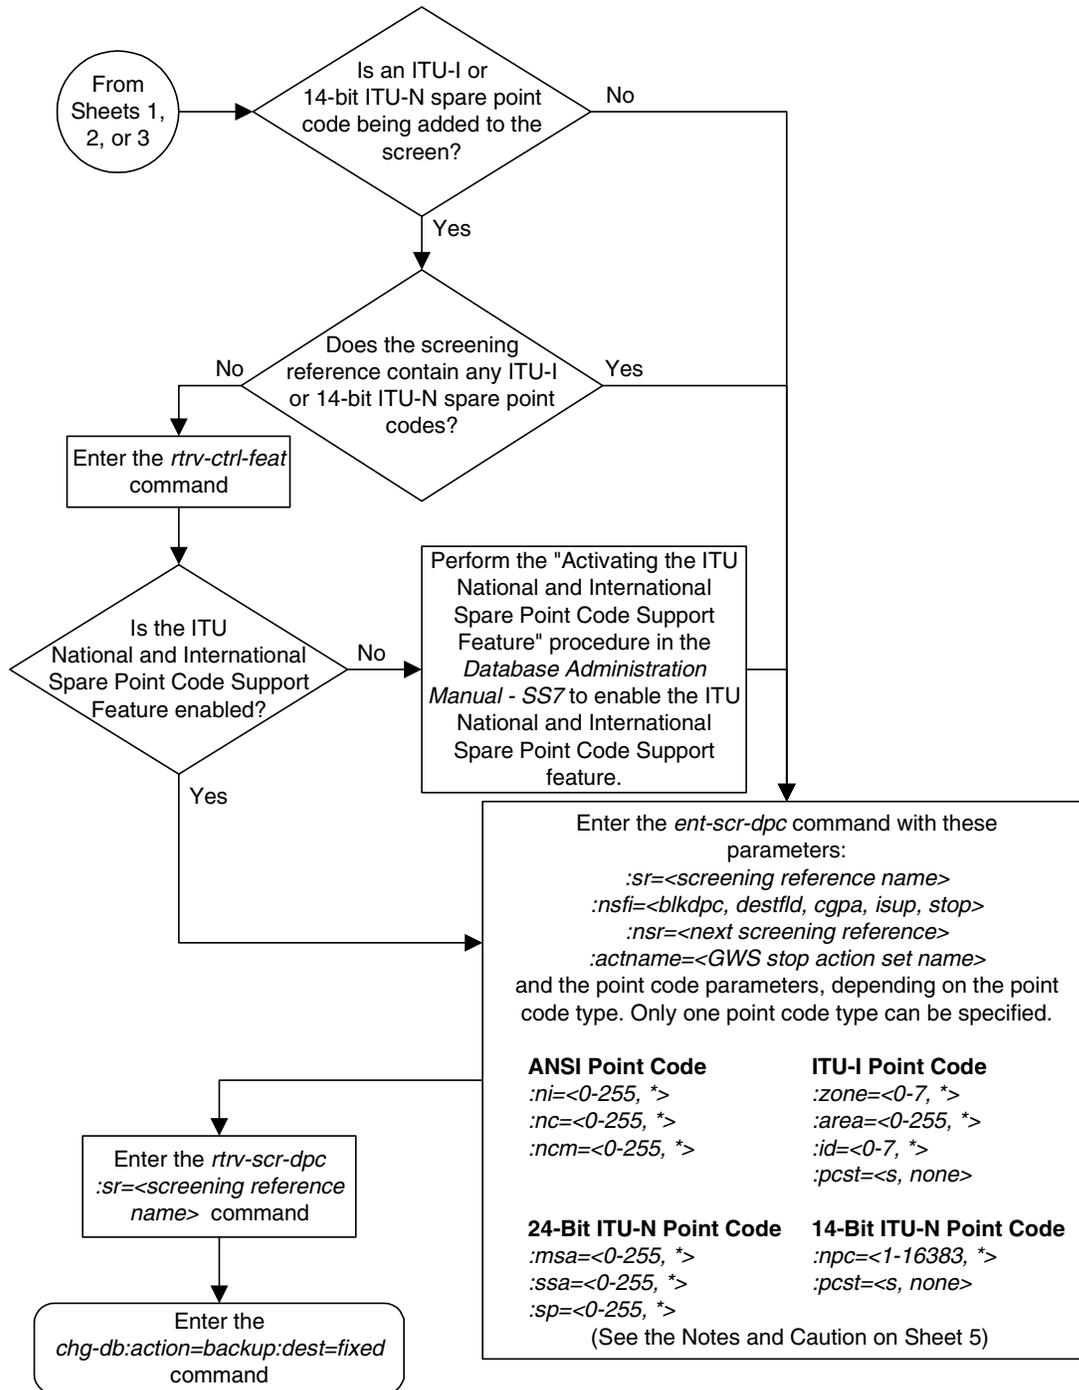 From
Sheets 1,
2, or 3
Is an ITU-I or
14-bit ITU-N spare point
code being added to the
screen?
No
Yes
Does the screening
reference contain any ITU-I
or 14-bit ITU-N spare point
codes?
No
Yes
Enter the rtrv-ctrl-feat
command
Is the ITU
National and International
Spare Point Code Support
Feature enabled?
No
Yes
Perform the "Activating the ITU
National and International
Spare Point Code Support
Feature" procedure in the
Database Administration
Manual - SS7 to enable the ITU
National and International
Spare Point Code Support
feature.
Enter the ent-scr-dpc command with these
parameters:
:sr=<screening reference name>
:nsfi=<blkdpc, destfld, cgpa, isup, stop>
:nsr=<next screening reference>
:actname=<GWS stop action set name>
and the point code parameters, depending on the point
code type. Only one point code type can be specified.
ANSI Point Code
:ni=<0-255, *>
:nc=<0-255, *>
:ncm=<0-255, *>
ITU-I Point Code
:zone=<0-7, *>
:area=<0-255, *>
:id=<0-7, *>
:pcst=<s, none>
24-Bit ITU-N Point Code
:msa=<0-255, *>
:ssa=<0-255, *>
:sp=<0-255, *>
14-Bit ITU-N Point Code
:npc=<1-16383, *>
:pcst=<s, none>
(See the Notes and Caution on Sheet 5)
Enter the rtrv-scr-dpc
:sr=<screening reference
name> command
Enter the
chg-db:action=backup:dest=fixed
command